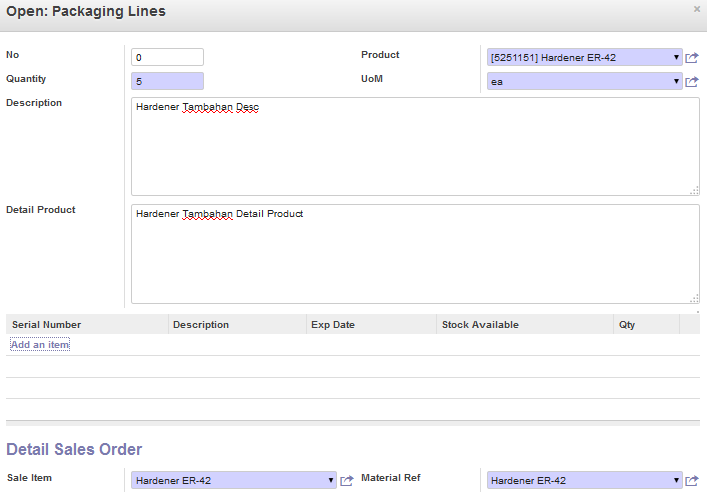 Open: Packaging Lines ×
No 0 Product [5251151] Hardener ER-42
Quantity 5 UoM ea
Description Hardener Tambahan Desc
Detail Product Hardener Tambahan Detail Product
Serial Number Description Exp Date Stock Available Qty
Add an item
Detail Sales Order
Sale Item Hardener ER-42 Material Ref Hardener ER-42